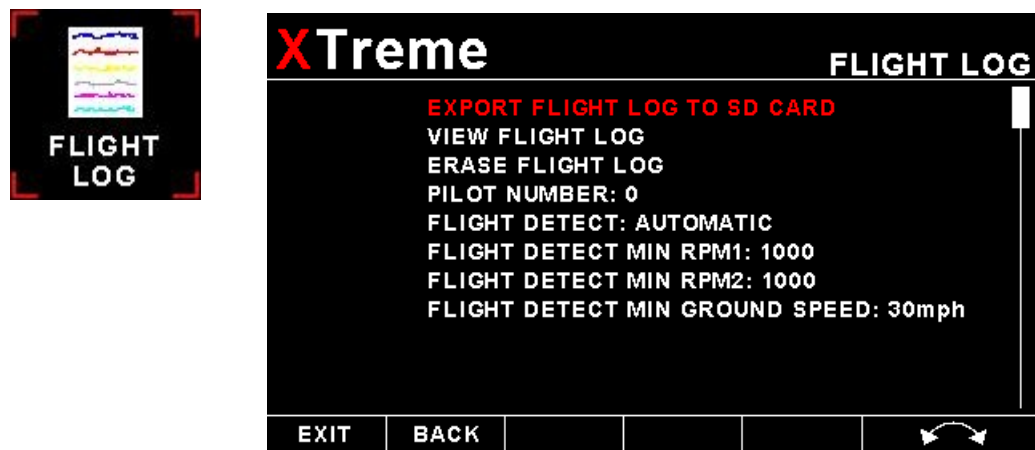 FLIGHT
LOG
XTreme
FLIGHT LOG
EXPORT FLIGHT LOG TO SD CARD
VIEW FLIGHT LOG
ERASE FLIGHT LOG
PILOT NUMBER: 0
FLIGHT DETECT: AUTOMATIC
FLIGHT DETECT MIN RPM1: 1000
FLIGHT DETECT MIN RPM2: 1000
FLIGHT DETECT MIN GROUND SPEED: 30mph
EXIT BACK